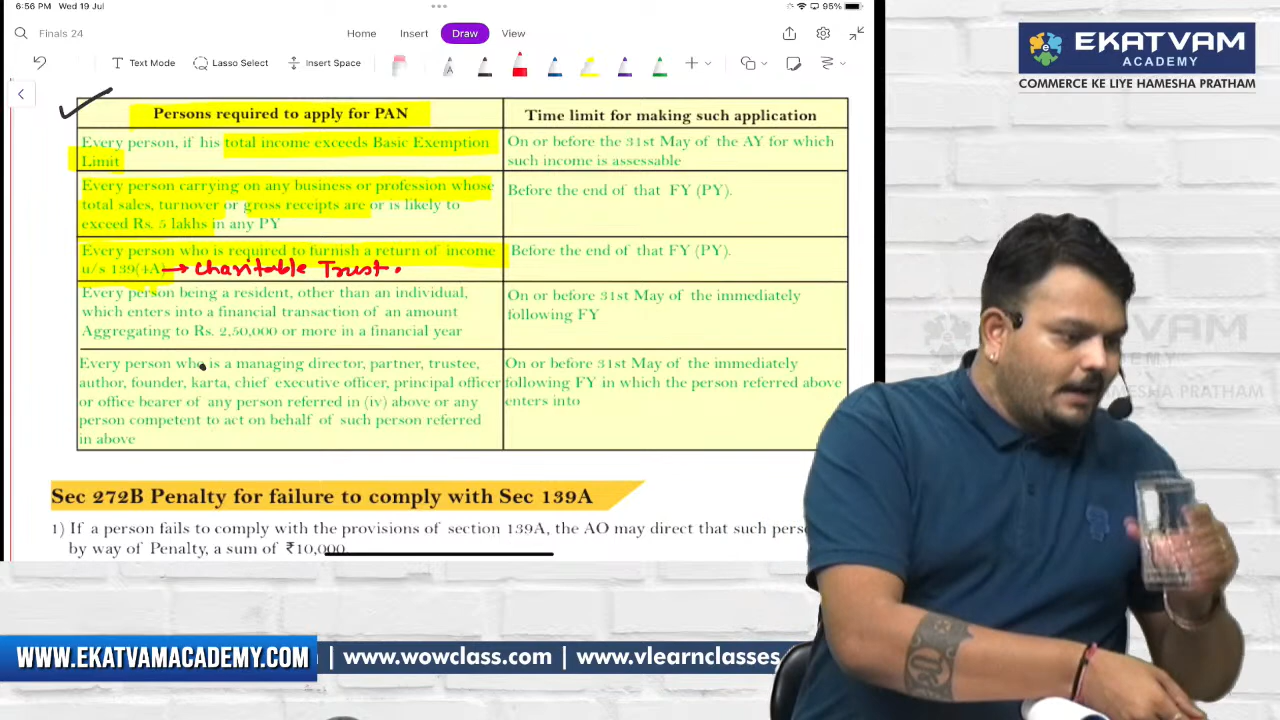 6:56 PM Wed 19 Jul
95%
Finals 24
Home Insert Draw View
Text Mode Lasso Select Insert Space
EKATVAM
ACADEMY
COMMERCE KE LIYE HAMESHA PRATHAM
Persons required to apply for PAN
Time limit for making such application
Every person, if his total income exceeds Basic Exemption
Limit
On or before the 31st May of the AY for which
such income is assessable
Every person carrying on any business or profession whose
total sales, turnover or gross receipts are or is likely to
exceed Rs. 5 lakhs in any PY
Before the end of that FY (PY).
Every person who is required to furnish a return of income
u/s 139(4A) → Charitable Trust.
Before the end of that FY (PY).
Every person being a resident, other than an individual,
which enters into a financial transaction of an amount
Aggregating to Rs. 2,50,000 or more in a financial year
On or before 31st May of the immediately
following FY
Every person who is a managing director, partner, trustee,
author, founder, karta, chief executive officer, principal officer
or office bearer of any person referred in (iv) above or any
person competent to act on behalf of such person referred
in above
On or before 31st May of the immediately
following FY in which the person referred above
enters into
Sec 272B Penalty for failure to comply with Sec 139A
1) If a person fails to comply with the provisions of section 139A, the AO may direct that such
by way of Penalty, a sum of ₹10,000.
WWW.EKATVAMACADEMY.COM | www.wowclass.com | www.vlearnclasses